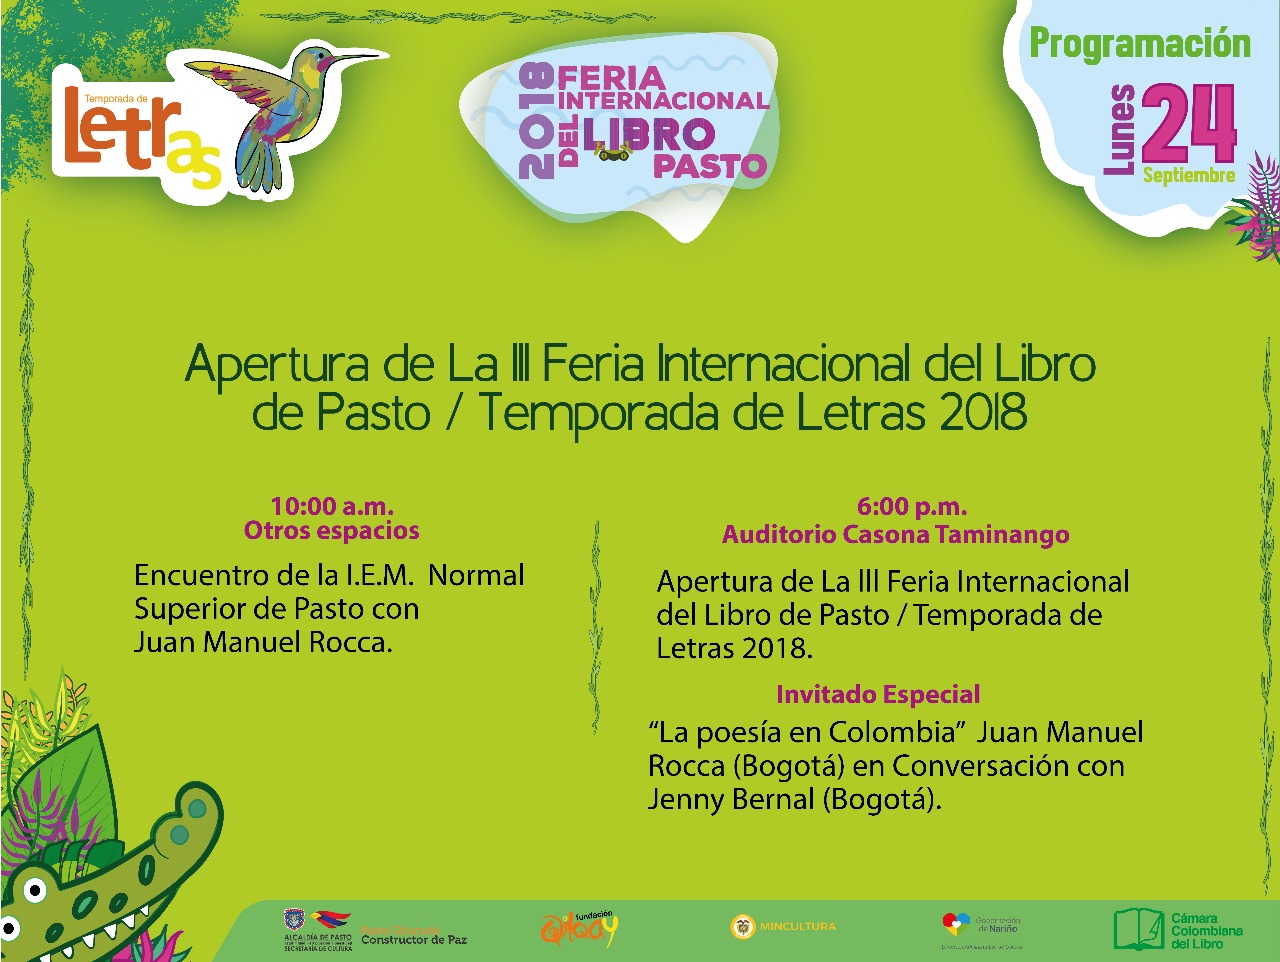 Temporada de
Letras
2018
FERIA
INTERNACIONAL
DEL LIBRO
PASTO
Programación
Lunes
24
Septiembre
Apertura de La III Feria Internacional del Libro
de Pasto / Temporada de Letras 2018
10:00 a.m.
Otros espacios
Encuentro de la I.E.M. Normal
Superior de Pasto con
Juan Manuel Rocca.
6:00 p.m.
Auditorio Casona Taminango
Apertura de La III Feria Internacional
del Libro de Pasto / Temporada de
Letras 2018.
Invitado Especial
“La poesía en Colombia” Juan Manuel
Rocca (Bogotá) en Conversación con
Jenny Bernal (Bogotá).
ALCALDÍA DE PASTO
SECRETARÍA DE CULTURA
Pasto Educado
Constructor de Paz
fundación
Qilqay
MINCULTURA
Gobernación
de Nariño
Cámara
Colombiana
del Libro